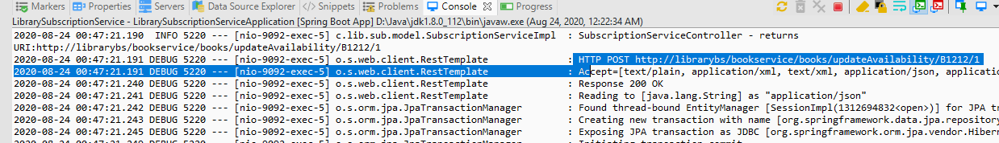 Markers Properties Servers Data Source Explorer Snippets Problems Console Progress
LibrarySubscriptionService - LibrarySubscriptionServiceApplication [Spring Boot App] D:\Java\jdk1.8.0_112\bin\javaw.exe (Aug 24, 2020, 12:22:34 AM)
2020-08-24 00:47:21.190 INFO 5220 --- [nio-9092-exec-5] c.lib.sub.model.SubscriptionServiceImpl : SubscriptionServiceController - returns
URI:http://librarybs/bookservice/books/updateAvailability/B1212/1
2020-08-24 00:47:21.191 DEBUG 5220 --- [nio-9092-exec-5] o.s.web.client.RestTemplate : HTTP POST http://librarybs/bookservice/books/updateAvailability/B1212/1
2020-08-24 00:47:21.191 DEBUG 5220 --- [nio-9092-exec-5] o.s.web.client.RestTemplate : Accept=[text/plain, application/xml, text/xml, application/json, applicatio
2020-08-24 00:47:21.240 DEBUG 5220 --- [nio-9092-exec-5] o.s.web.client.RestTemplate : Response 200 OK
2020-08-24 00:47:21.241 DEBUG 5220 --- [nio-9092-exec-5] o.s.web.client.RestTemplate : Reading to [java.lang.String] as "application/json"
2020-08-24 00:47:21.242 DEBUG 5220 --- [nio-9092-exec-5] o.s.orm.jpa.JpaTransactionManager : Found thread-bound EntityManager [SessionImpl(1312694832<open>)] for JPA tr
2020-08-24 00:47:21.243 DEBUG 5220 --- [nio-9092-exec-5] o.s.orm.jpa.JpaTransactionManager : Creating new transaction with name [org.springframework.data.jpa.repository
2020-08-24 00:47:21.245 DEBUG 5220 --- [nio-9092-exec-5] o.s.orm.jpa.JpaTransactionManager : Exposing JPA transaction as JDBC [org.springframework.orm.jpa.vendor.Hibern